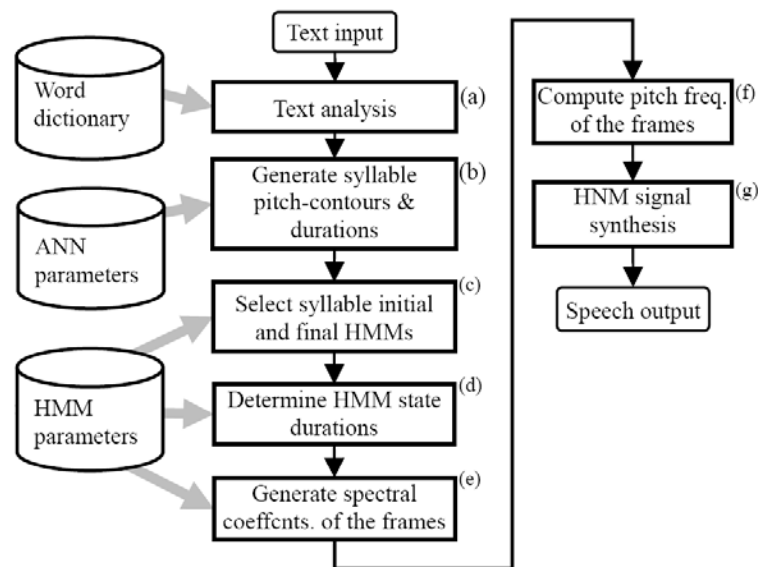 Text input
Word
dictionary
Text analysis
(a)
Generate syllable
pitch-contours &
durations
(b)
ANN
parameters
Select syllable initial
and final HMMs
(c)
HMM
parameters
Determine HMM state
durations
(d)
Generate spectral
coeffcnts. of the frames
(e)
Compute pitch freq.
of the frames
(f)
HNM signal
synthesis
(g)
Speech output